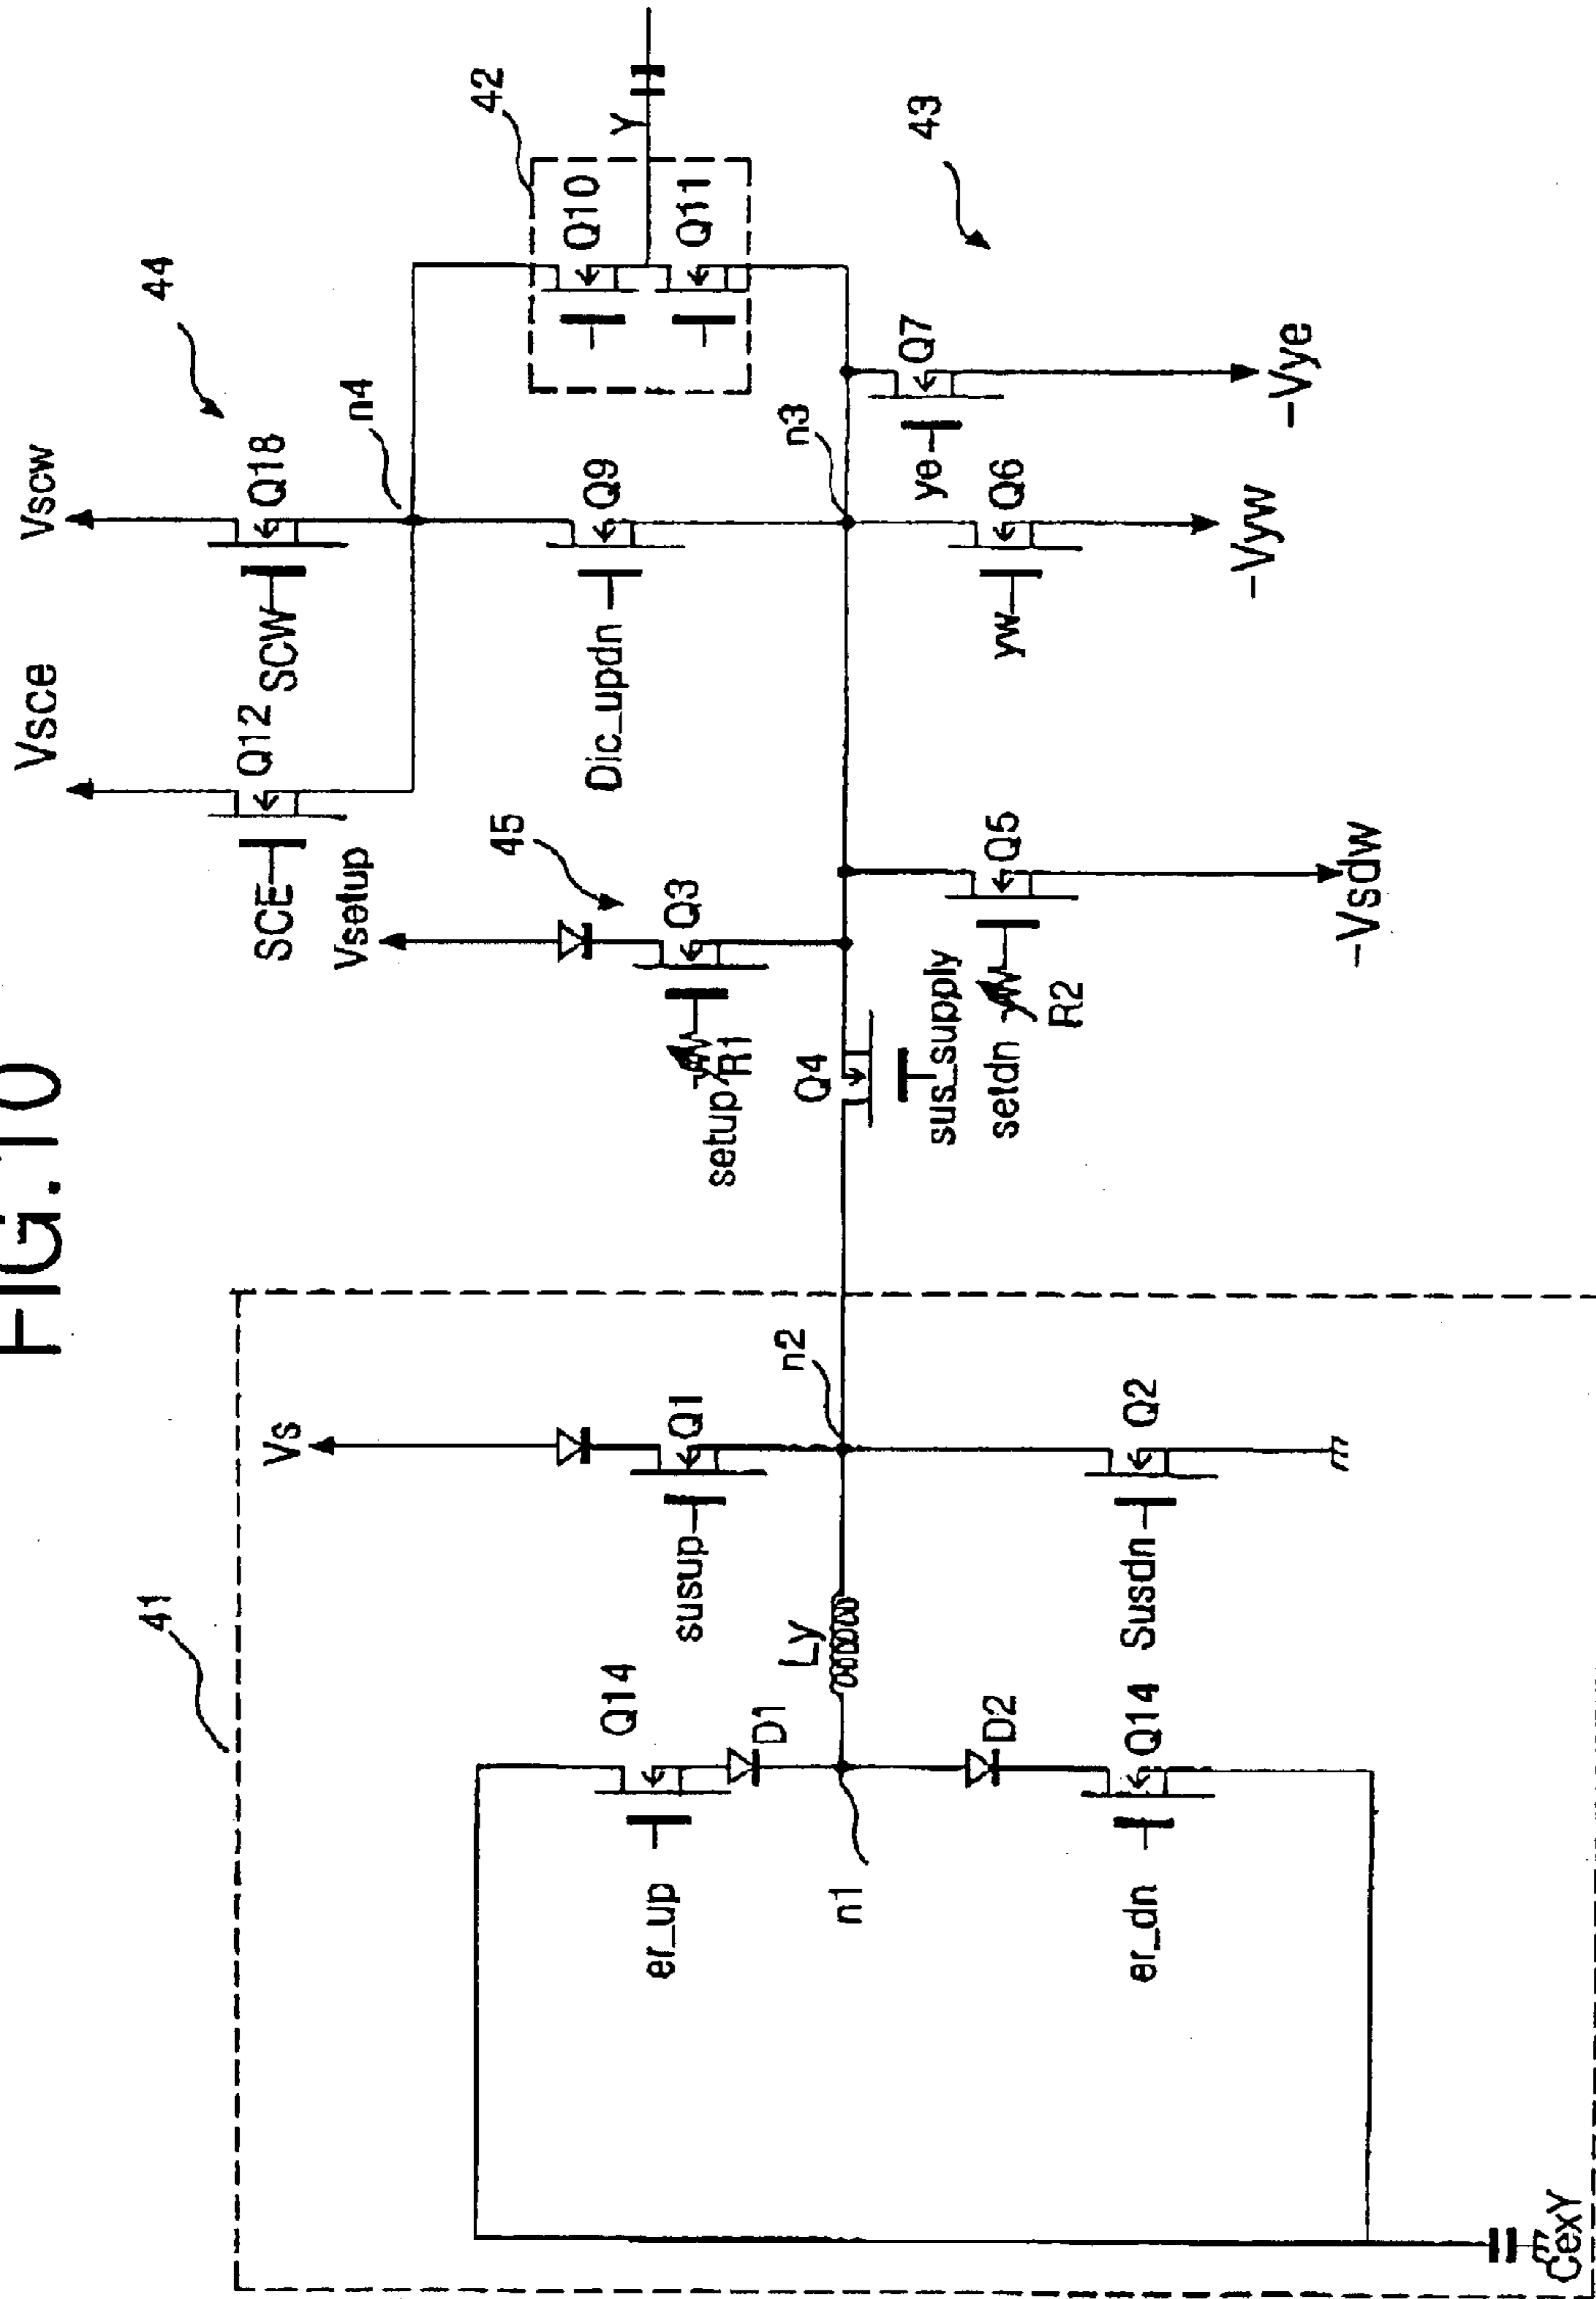 FIG.10
41
Vs
susup
Q1
n2
Ly
Q14
D1
er_up
n1
D2
Q14
er_dn
Susdn
Q2
CexY
Vsetup
45
Q3
setup
R1
Q4
sus_supply
setdn
R2
Q5
-Vsdw
Vsce
SCE
Q12
Vscw
SCW
Q18
44
n4
Dic_updn
Q9
n3
yw
Q6
-Vyw
ye
Q7
-Vye
42
Q10
Q11
Y
43